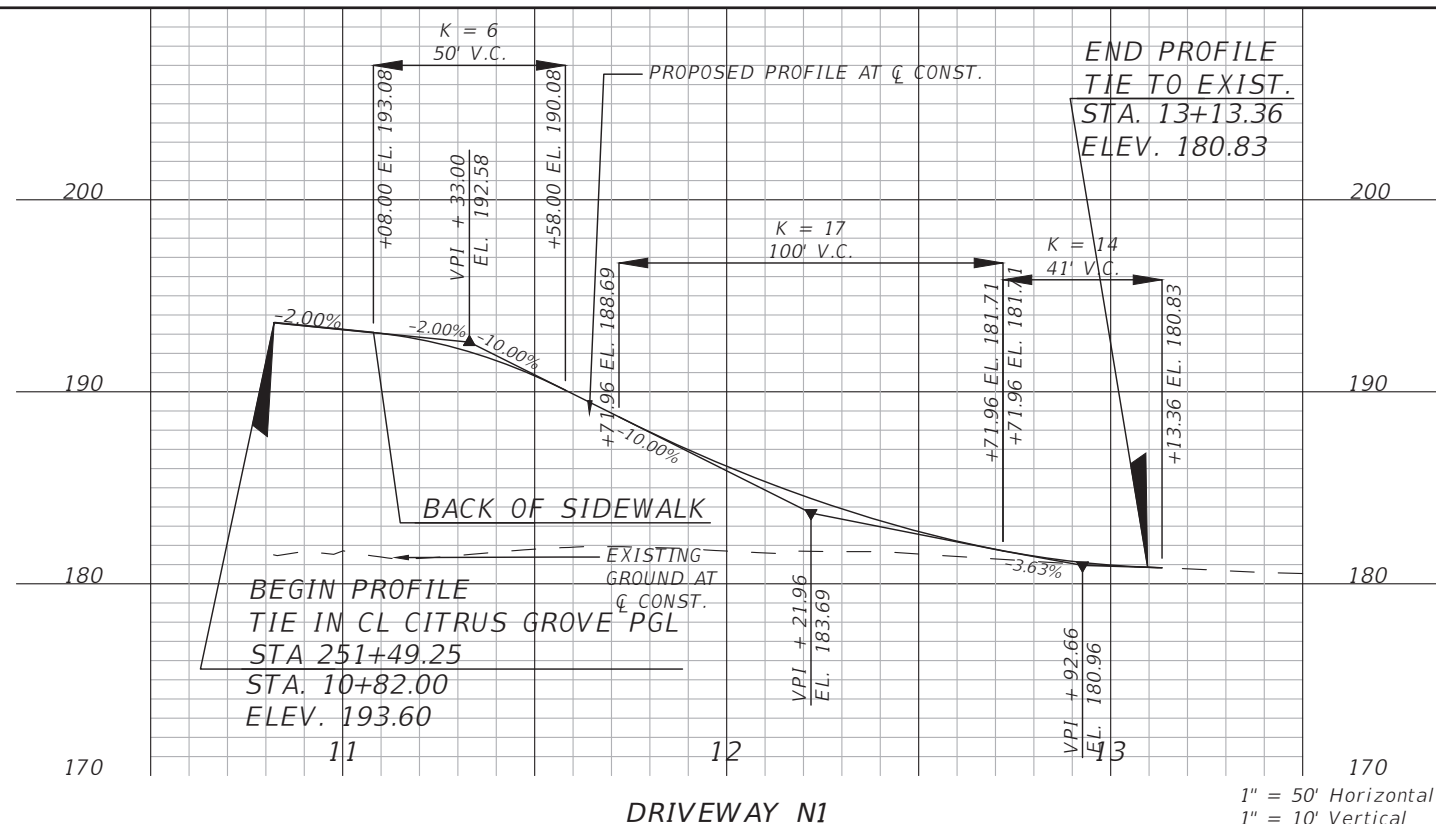 K = 6
50' V.C.
PROPOSED PROFILE AT ℄ CONST.
END PROFILE
TIE TO EXIST.
STA. 13+13.36
ELEV. 180.83
+08.00 EL. 193.08
VPI + 33.00
EL. 192.58
+58.00 EL. 190.08
200
200
K = 17
100' V.C.
K = 14
41' V.C.
+71.96 EL. 188.69
+71.96 EL. 181.71
+71.96 EL. 181.71
+13.36 EL. 180.83
-2.00%
-2.00%
-10.00%
190
190
-10.00%
BACK OF SIDEWALK
EXISTING
GROUND AT
℄ CONST.
-3.63%
180
180
BEGIN PROFILE
TIE IN CL CITRUS GROVE PGL
STA 251+49.25
STA. 10+82.00
ELEV. 193.60
VPI + 21.96
EL. 183.69
VPI + 92.66
EL. 180.96
11
12
13
170
170
DRIVEWAY N1
1" = 50' Horizontal
1" = 10' Vertical